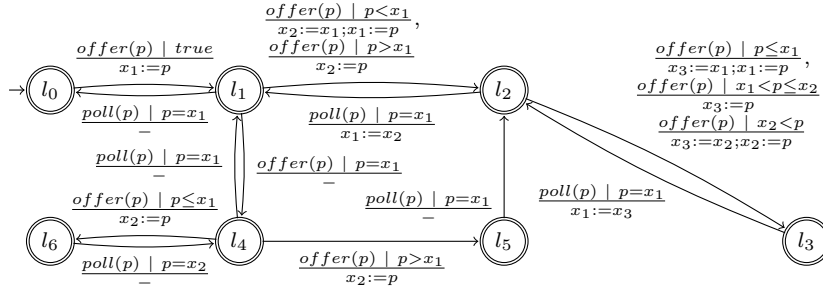 offer(p) | p<x₁
x₂:=x₁;x₁:=p ,
offer(p) | p>x₁
x₂:=p
offer(p) | true
x₁:=p
offer(p) | p≤x₁
x₃:=x₁;x₁:=p ,
offer(p) | x₁<p≤x₂
x₃:=p
offer(p) | x₂<p
x₃:=x₂;x₂:=p
l₀
l₁
l₂
poll(p) | p=x₁
−
poll(p) | p=x₁
x₁:=x₂
poll(p) | p=x₁
−
offer(p) | p=x₁
−
offer(p) | p≤x₁
x₂:=p
poll(p) | p=x₁
−
poll(p) | p=x₁
x₁:=x₃
l₆
l₄
l₅
l₃
poll(p) | p=x₂
−
offer(p) | p>x₁
x₂:=p